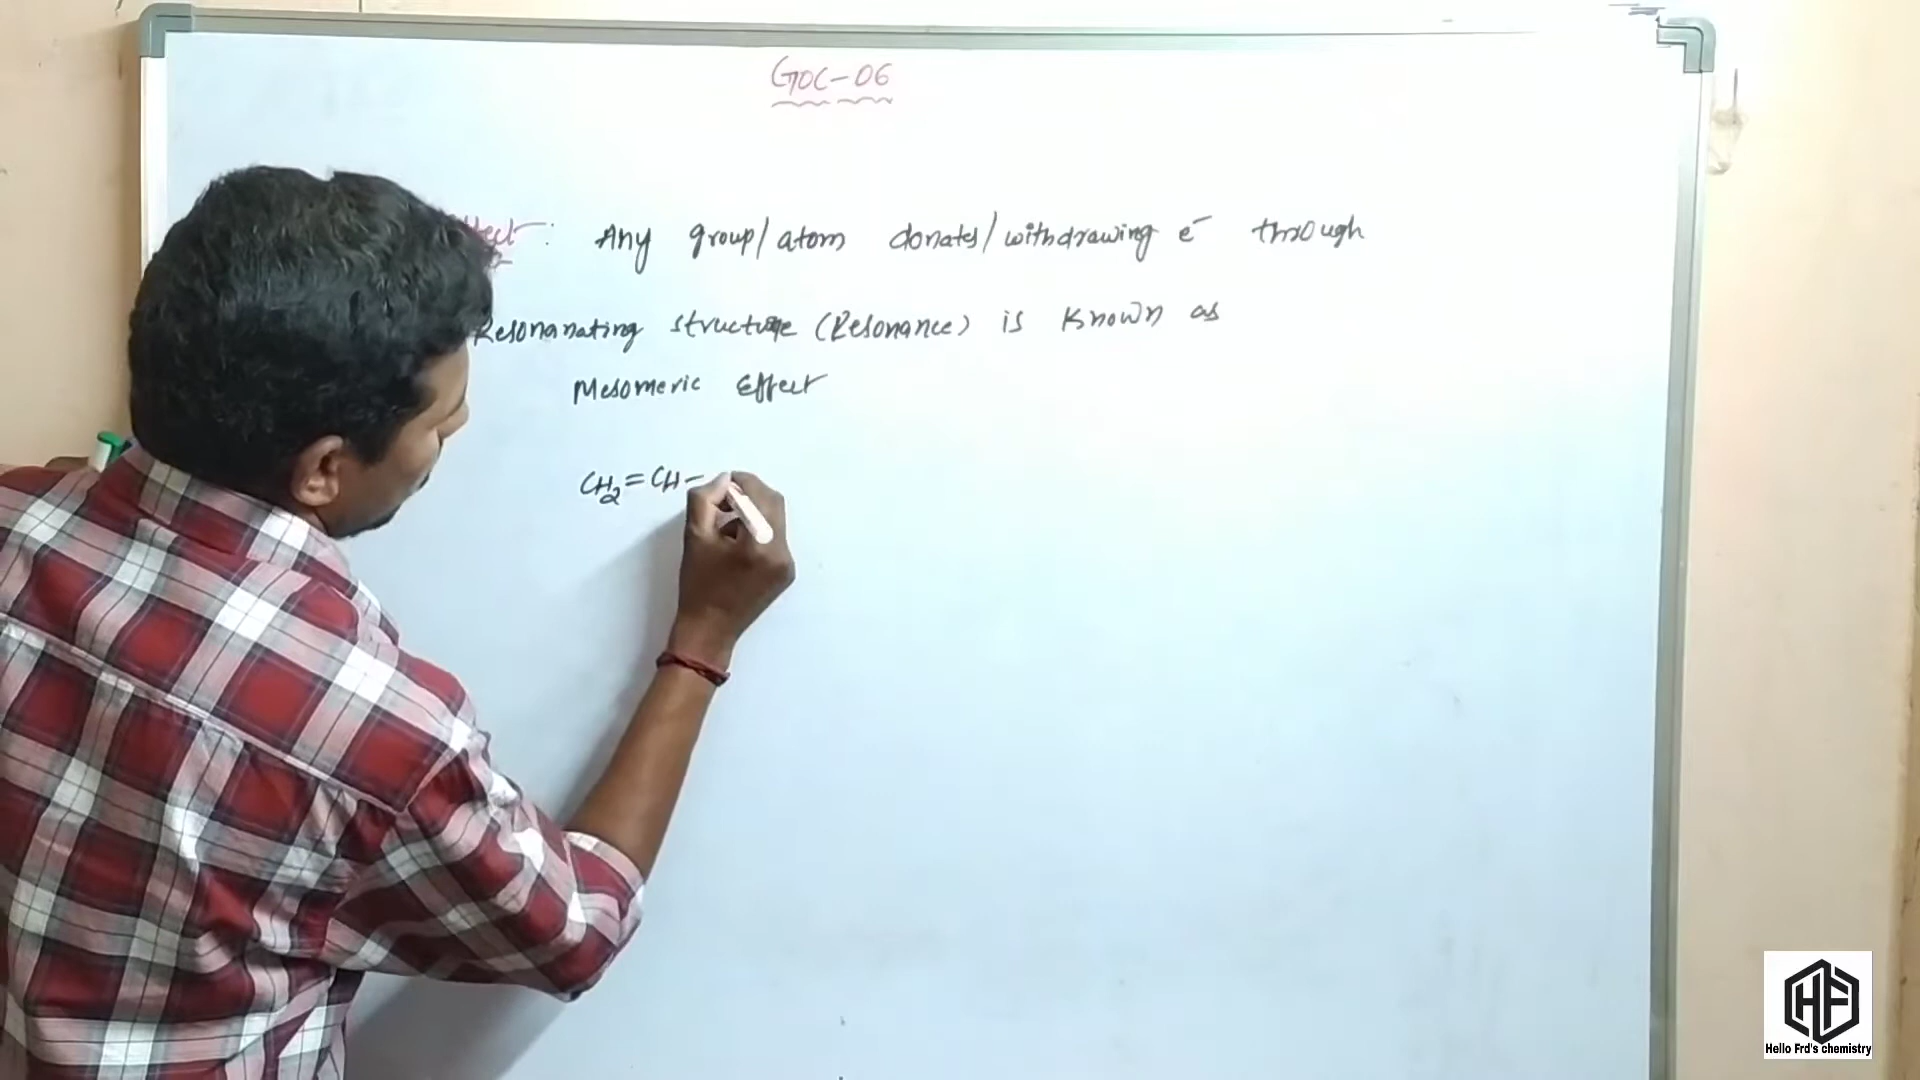 GOC-06
: Any group/atom donates/withdrawing e⁻ through
Resonanating structure (Resonance) is known as
Mesomeric Effect
CH₂=CH-
HF
Hello Frd's chemistry